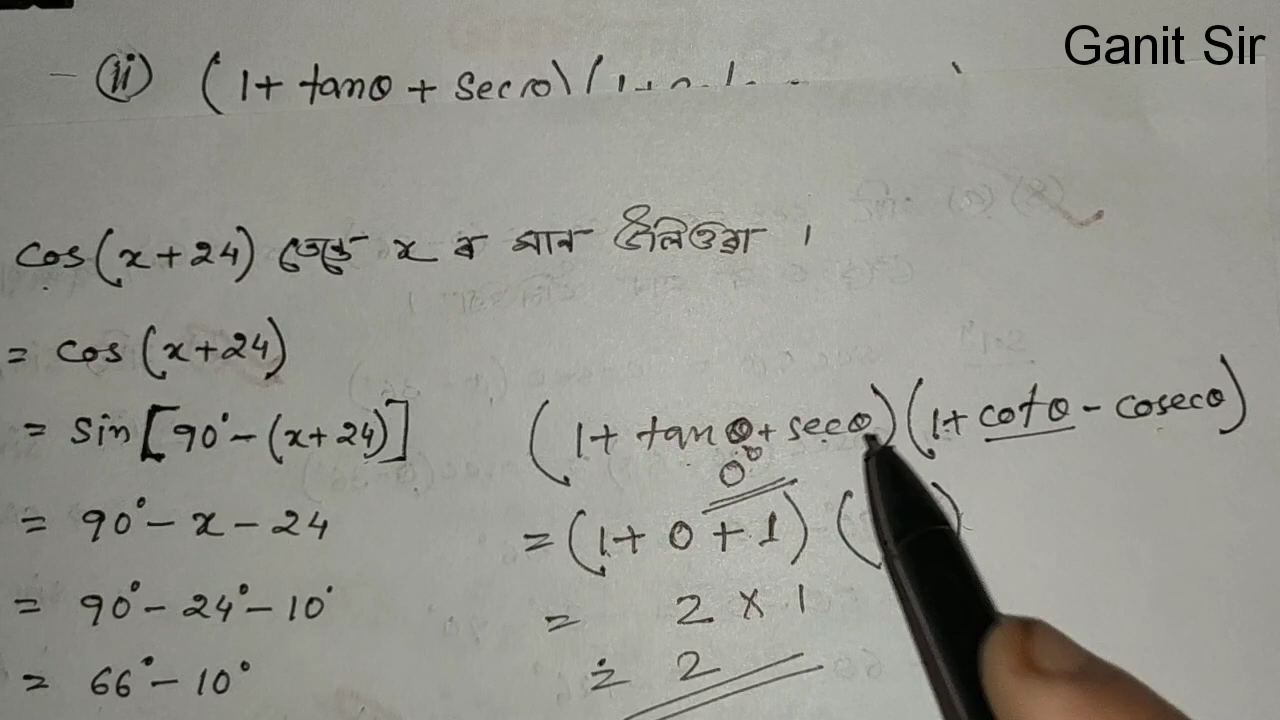 Ganit Sir
(ii) (1 + tanθ + secθ)(1+
cos(x+24) x ৰ মান উলিওৱা ।
= cos (x+24)
= sin [90° - (x+24)]
= 90° - x - 24
= 90° - 24° - 10°
= 66° - 10°
(1+ tanθ + secθ)(1+ cotθ - cosecθ)
0°
= (1+ 0 + 1) (
= 2 × 1
= 2